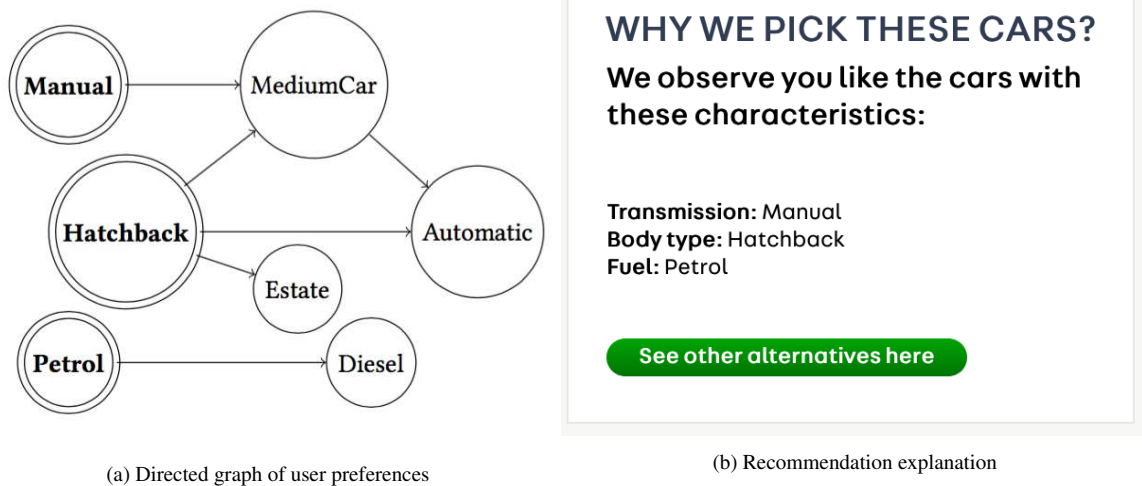 Manual
MediumCar
Hatchback
Automatic
Estate
Petrol
Diesel
(a) Directed graph of user preferences
WHY WE PICK THESE CARS?
We observe you like the cars with
these characteristics:
Transmission: Manual
Body type: Hatchback
Fuel: Petrol
See other alternatives here
(b) Recommendation explanation